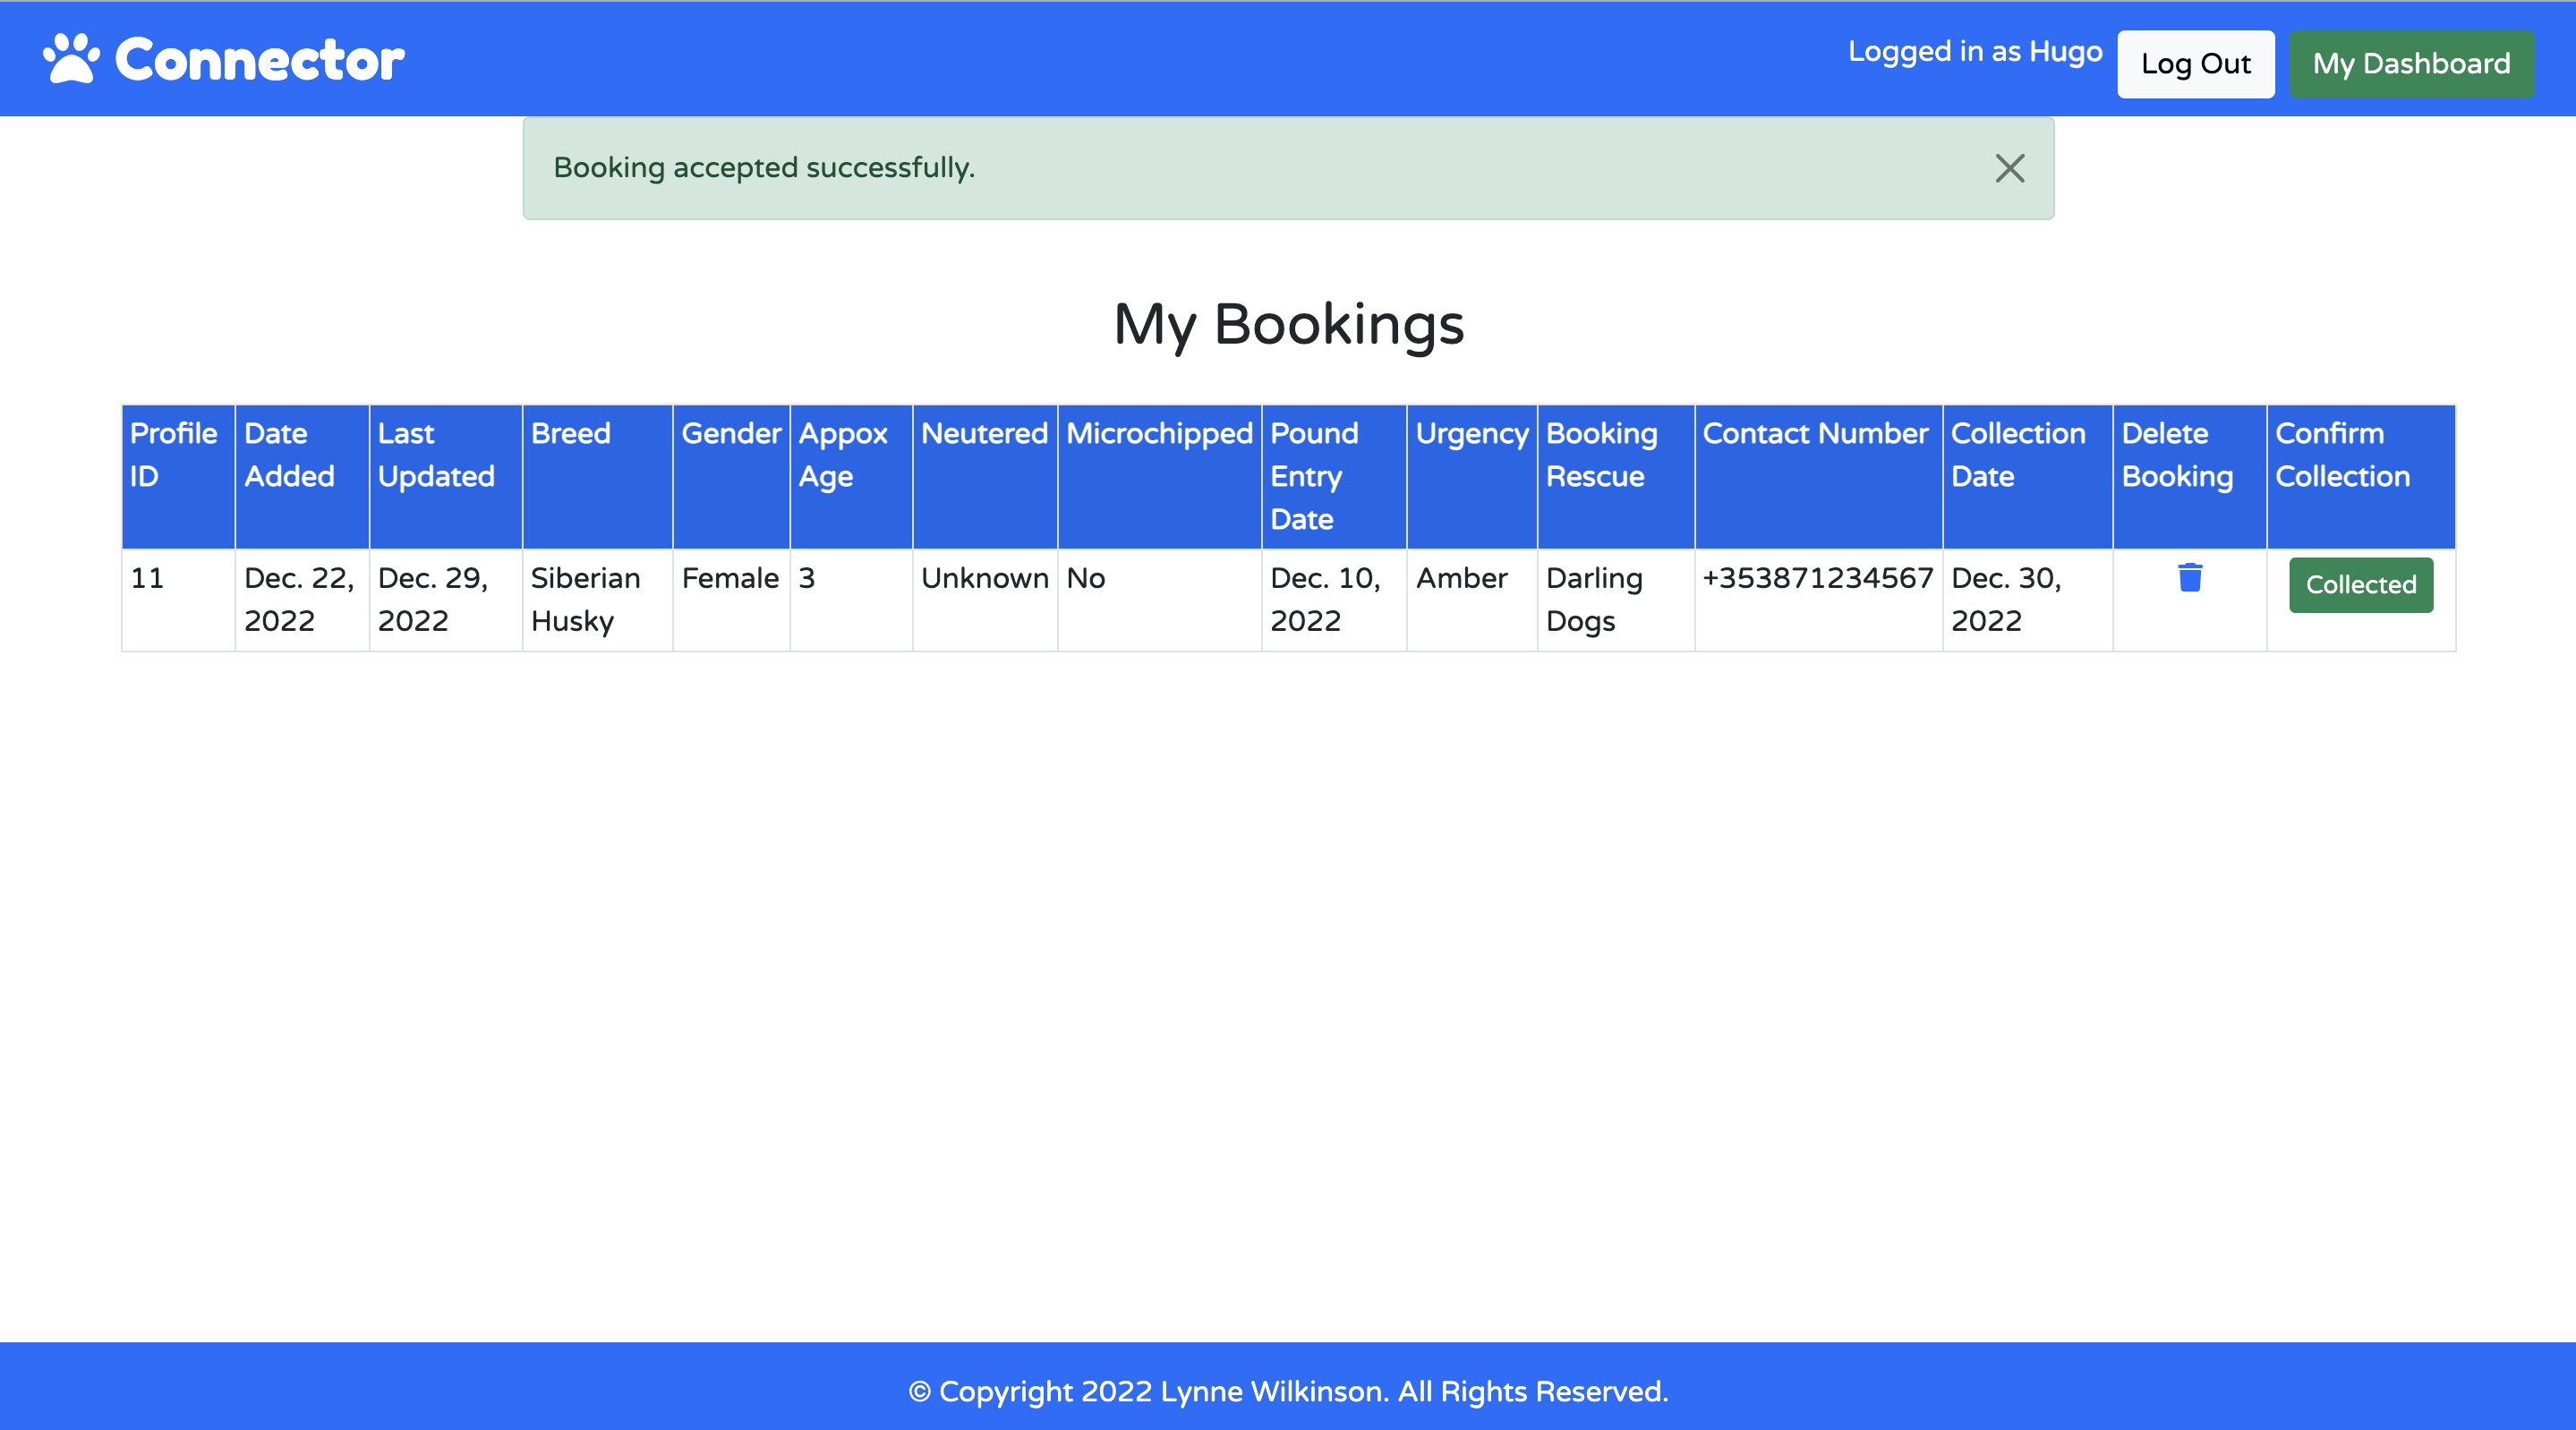 Connector
Logged in as Hugo
Log Out
My Dashboard
Booking accepted successfully.
My Bookings
Profile ID
Date Added
Last Updated
Breed
Gender
Appox Age
Neutered
Microchipped
Pound Entry Date
Urgency
Booking Rescue
Contact Number
Collection Date
Delete Booking
Confirm Collection
11
Dec. 22, 2022
Dec. 29, 2022
Siberian Husky
Female
3
Unknown
No
Dec. 10, 2022
Amber
Darling Dogs
+353871234567
Dec. 30, 2022
Collected
© Copyright 2022 Lynne Wilkinson. All Rights Reserved.